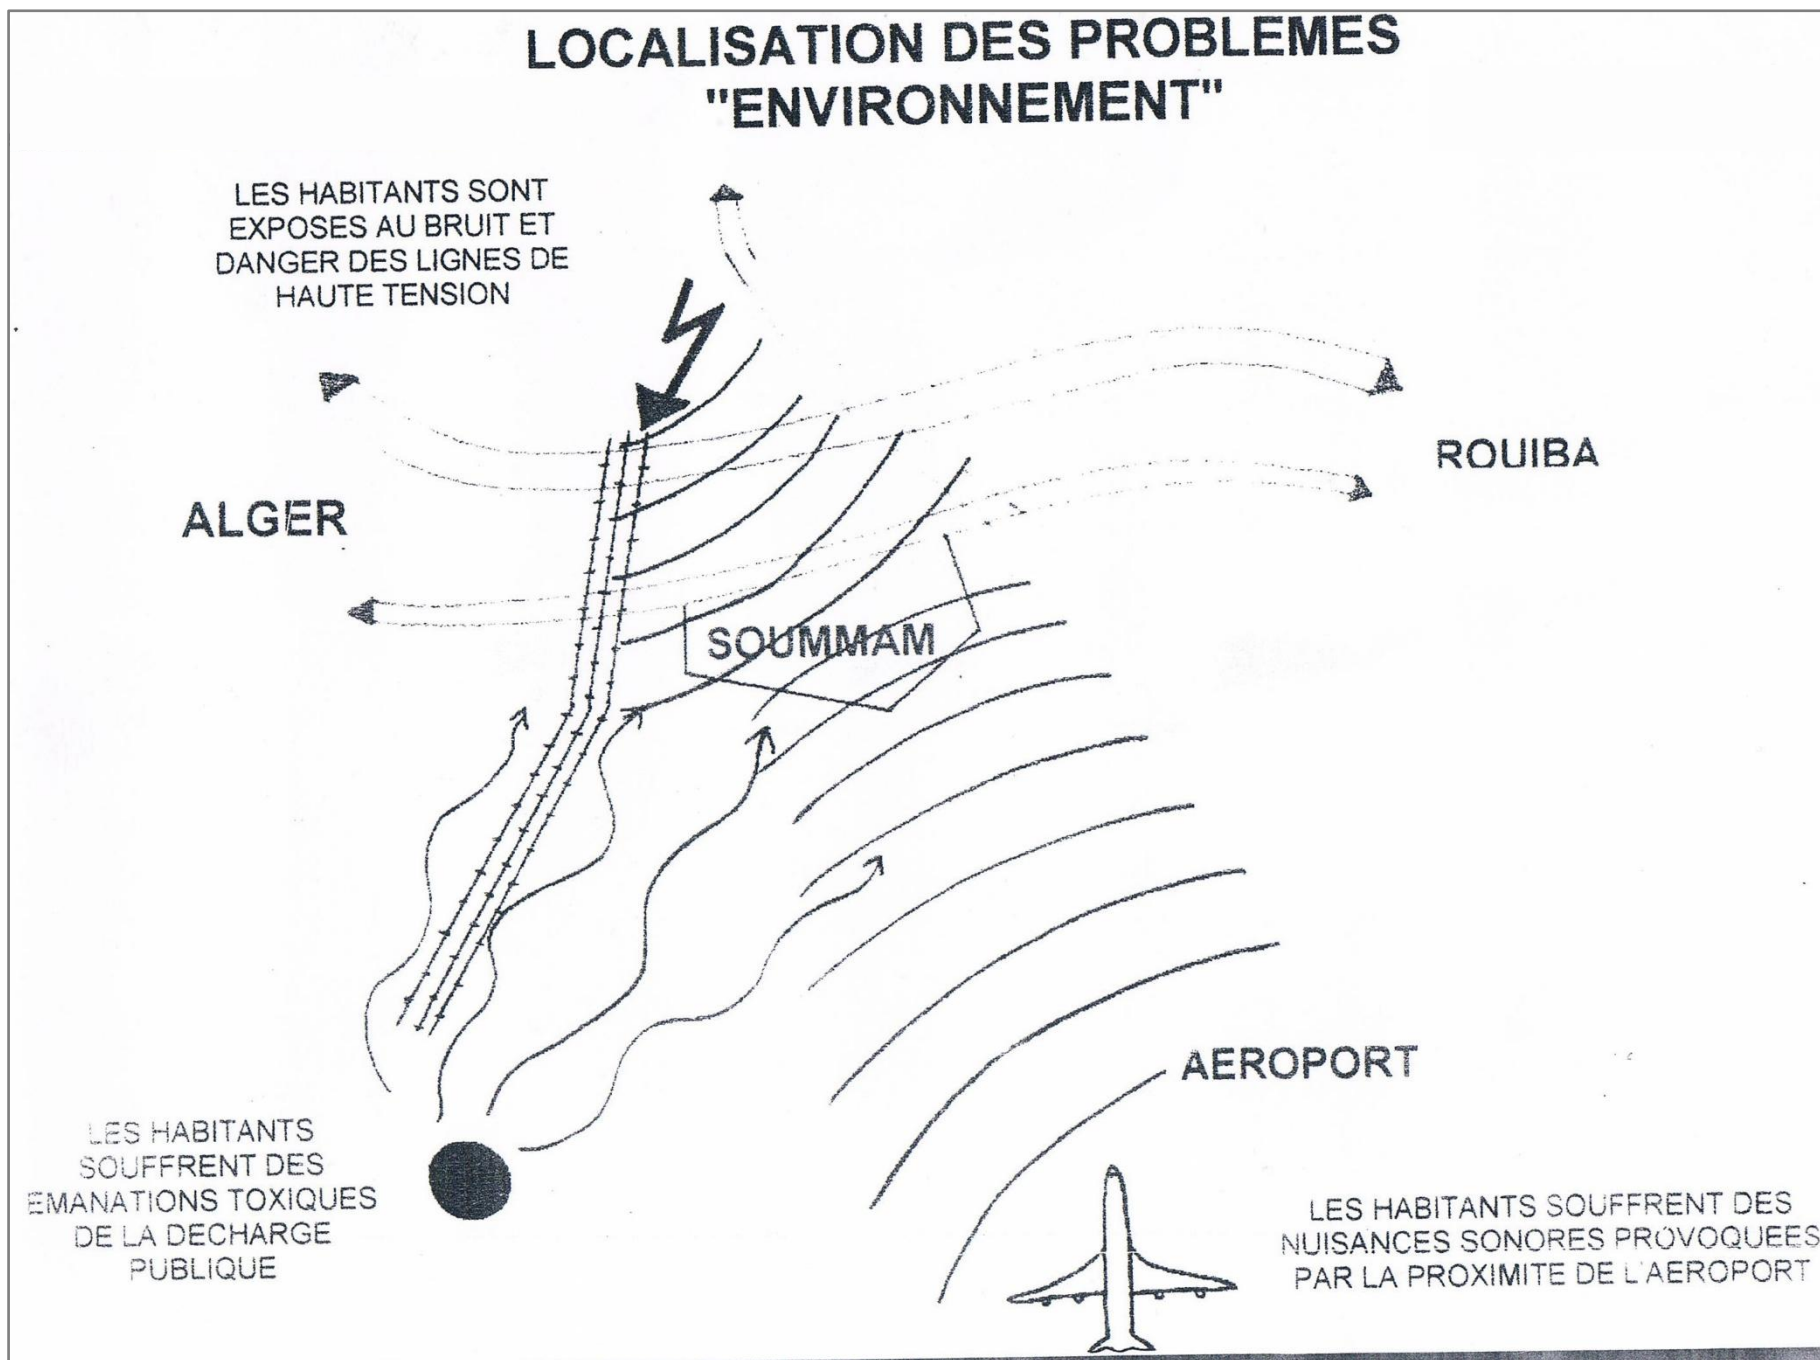 LOCALISATION DES PROBLEMES
"ENVIRONNEMENT"
LES HABITANTS SONT
EXPOSES AU BRUIT ET
DANGER DES LIGNES DE
HAUTE TENSION
ROUIBA
ALGER
SOUMMAM
AEROPORT
LES HABITANTS
SOUFFRENT DES
EMANATIONS TOXIQUES
DE LA DECHARGE
PUBLIQUE
LES HABITANTS SOUFFRENT DES
NUISANCES SONORES PROVOQUEES
PAR LA PROXIMITE DE L'AEROPORT